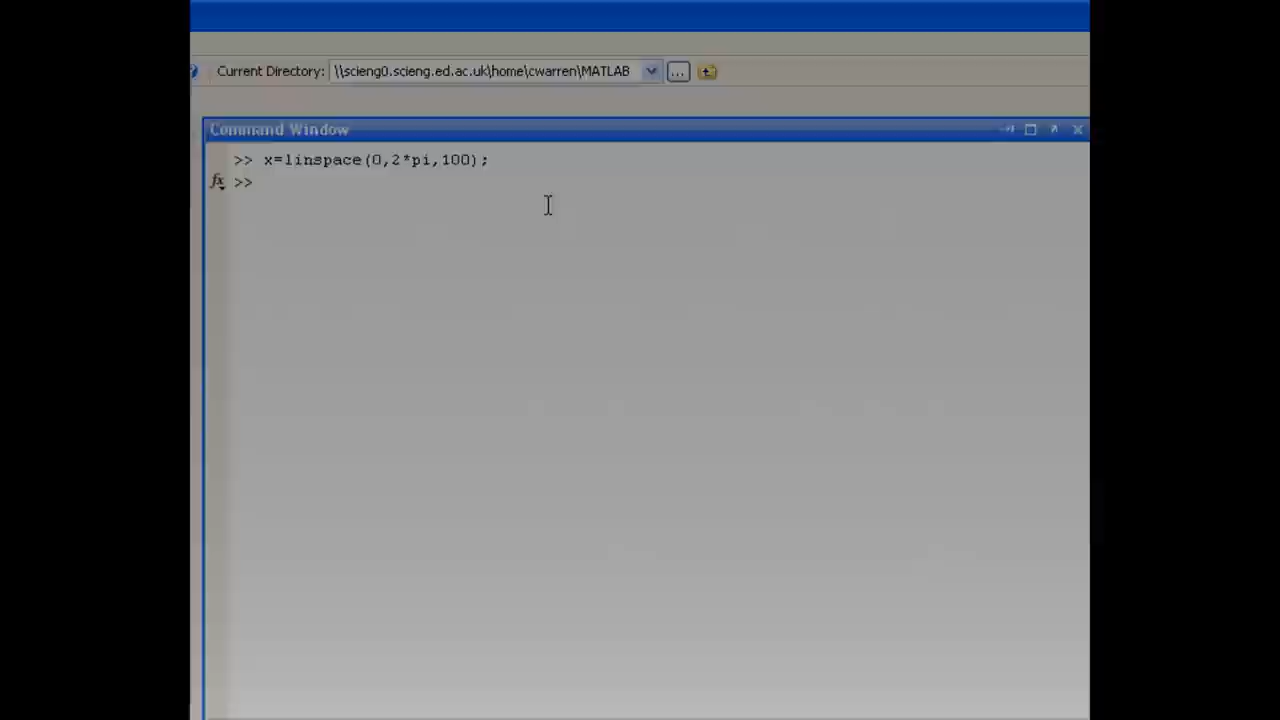 Current Directory: \\scieng0.scieng.ed.ac.uk\home\cwarren\MATLAB ...
Command Window
>> x=linspace(0,2*pi,100);
fx >>